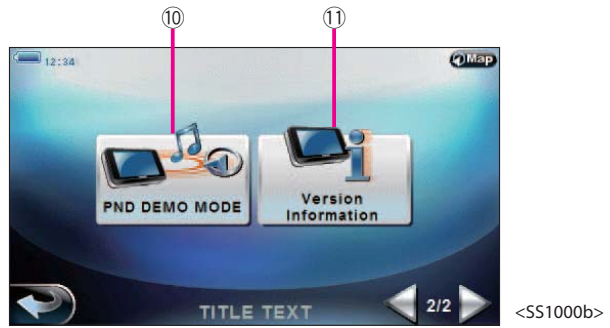 ⑩ ⑪
12:34 Map
PND DEMO MODE
Version
Information
TITLE TEXT
2/2
<SS1000b>